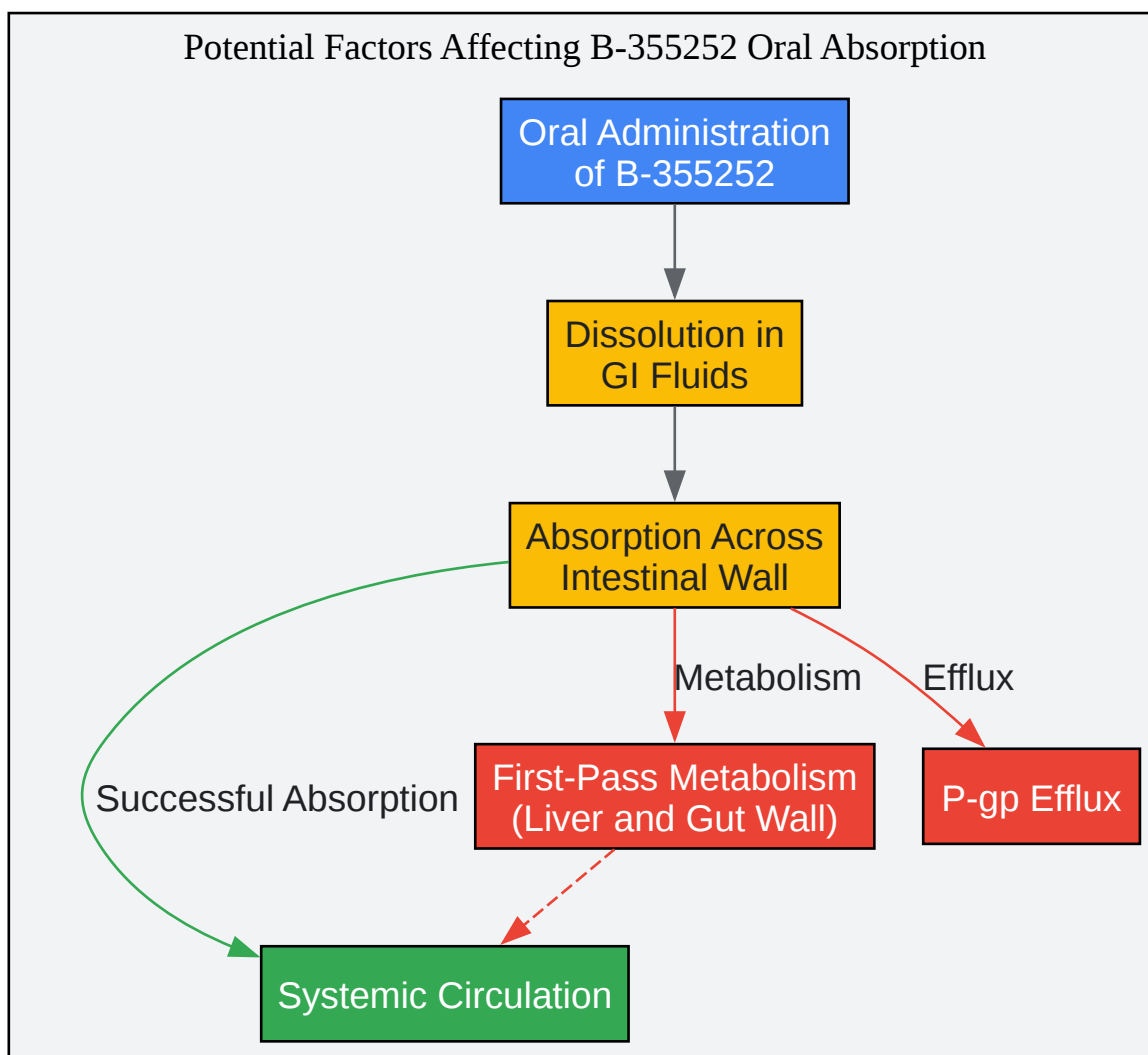 Potential Factors Affecting B-355252 Oral Absorption
Oral Administration
of B-355252
Dissolution in
GI Fluids
Absorption Across
Intestinal Wall
Metabolism
Efflux
Successful Absorption
First-Pass Metabolism
(Liver and Gut Wall)
P-gp Efflux
Systemic Circulation